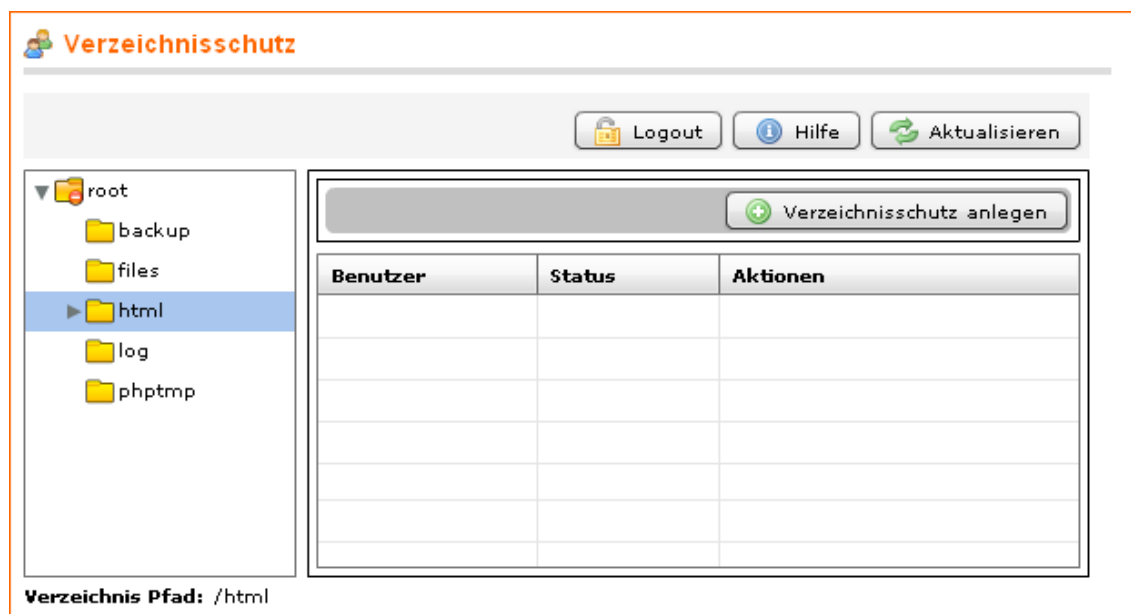 Verzeichnisschutz
Logout Hilfe Aktualisieren
root
backup
files
html
log
phptmp
Verzeichnisschutz anlegen
Benutzer Status Aktionen
Verzeichnis Pfad: /html